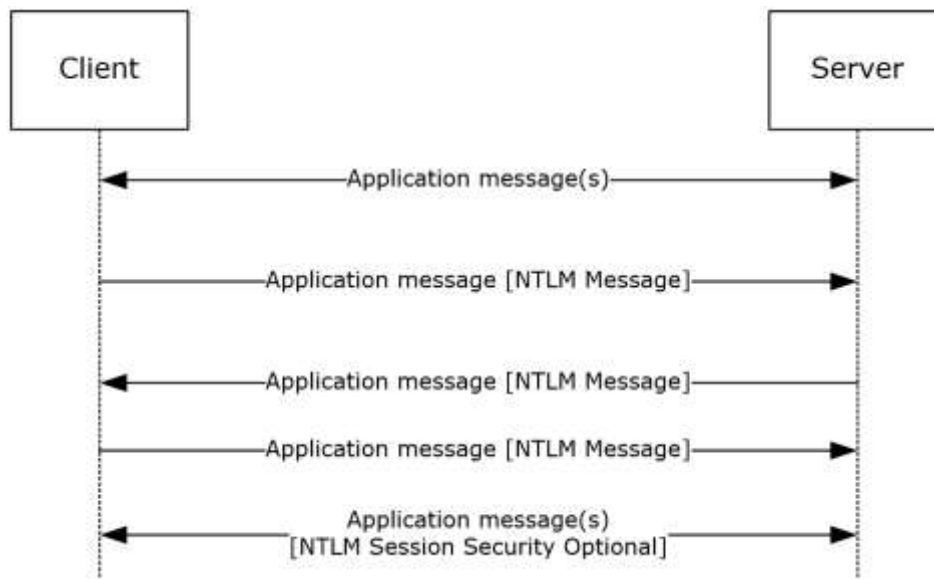 Client
Server
Application message(s)
Application message [NTLM Message]
Application message [NTLM Message]
Application message [NTLM Message]
Application message(s)
[NTLM Session Security Optional]